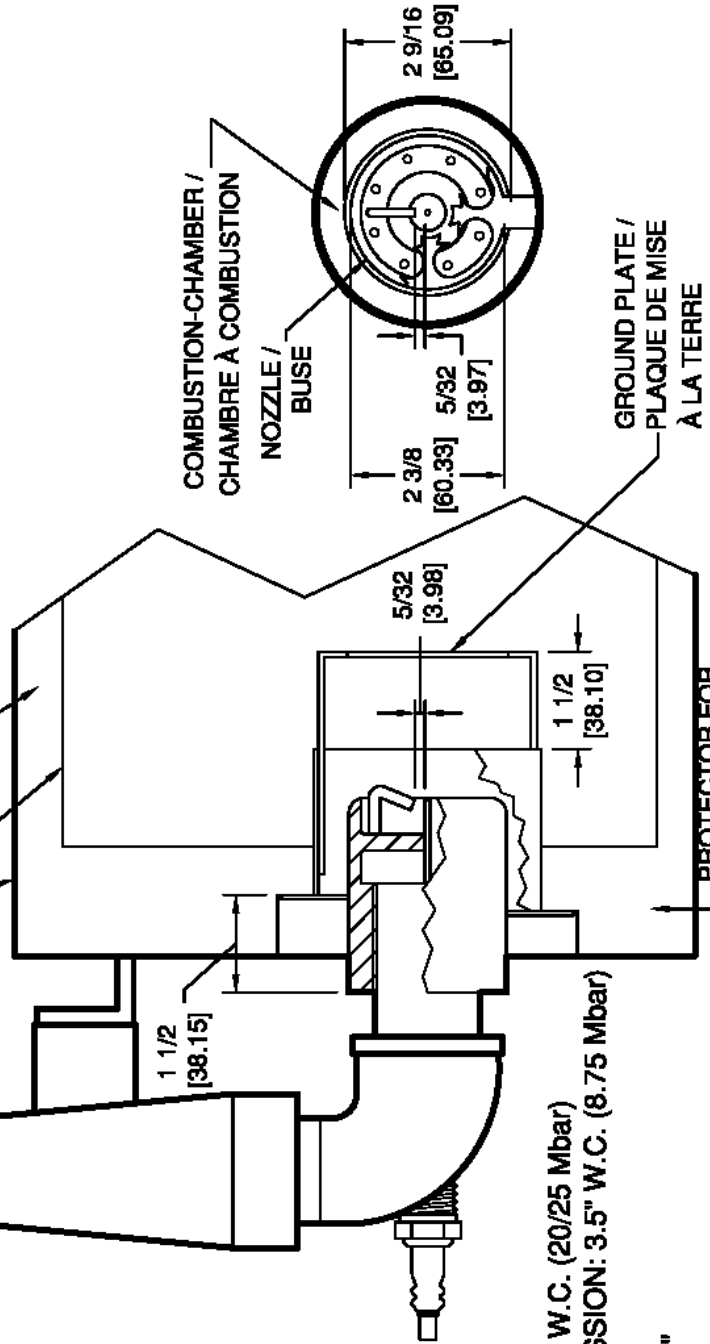 COMBUSTION-CHAMBER /
CHAMBRE À COMBUSTION
NOZZLE /
BUSE
2 9/16
[65.09]
5/32
[3.97]
2 3/8
[60.33]
GROUND PLATE /
PLAQUE DE MISE
À LA TERRE
5/32
[3.98]
1 1/2
[38.10]
1 1/2
[38.15]
PROTECTOR FOR
W.C. (20/25 Mbar)
SSION: 3.5" W.C. (8.75 Mbar)
"